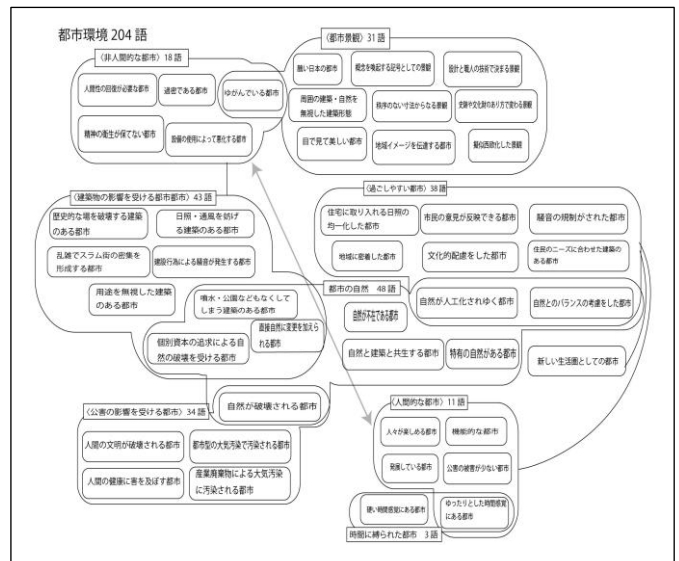 都市環境 204 語
〈非人間的な都市〉18 語
人間性の回復が必要な都市
過密である都市
ゆがんでいる都市
精神の衛生が保てない都市
設備の使用によって悪化する都市
〈都市景観〉31 語
醜い日本の都市
概念を喚起する記号としての景観
設計と職人の技術で決まる景観
周囲の建築・自然を
無視した建築形態
秩序のない寸法からなる景観
史跡や文化財のあり方で変わる景観
目で見て美しい都市
地域イメージを伝達する都市
擬似西欧化した景観
〈建築物の影響を受ける都市都市〉43 語
歴史的な場を破壊する建築
のある都市
日照・通風を妨げ
る建築のある都市
乱雑でスラム街の密集を
形成する都市
建設行為による騒音が発生する都市
用途を無視した建築
のある都市
噴水・公園などもなくして
しまう建築のある都市
個別資本の追求による自
然の破壊を受ける都市
直接自然に変更を加えら
れる都市
〈過ごしやすい都市〉38 語
住宅に取り入れる日照の
均一化した都市
市民の意見が反映できる都市
騒音の規制がされた都市
地域に密着した都市
文化的配慮をした都市
住民のニーズに合わせた建築の
ある都市
都市の自然 48 語
自然が人工化されゆく都市
自然とのバランスの考慮をした都市
自然が不在である都市
自然と建築と共生する都市
特有の自然がある都市
新しい生活圏としての都市
自然が破壊される都市
〈公害の影響を受ける都市〉34 語
人間の文明が破壊される都市
都市型の大気汚染で汚染される都市
人間の健康に害を及ぼす都市
産業廃棄物による大気汚染
に汚染される都市
〈人間的な都市〉11 語
人々が楽しめる都市
機能的な都市
発展している都市
公害の被害が少ない都市
硬い時間感覚にある都市
ゆったりとした時間感覚
にある都市
時間に縛られた都市 3 語